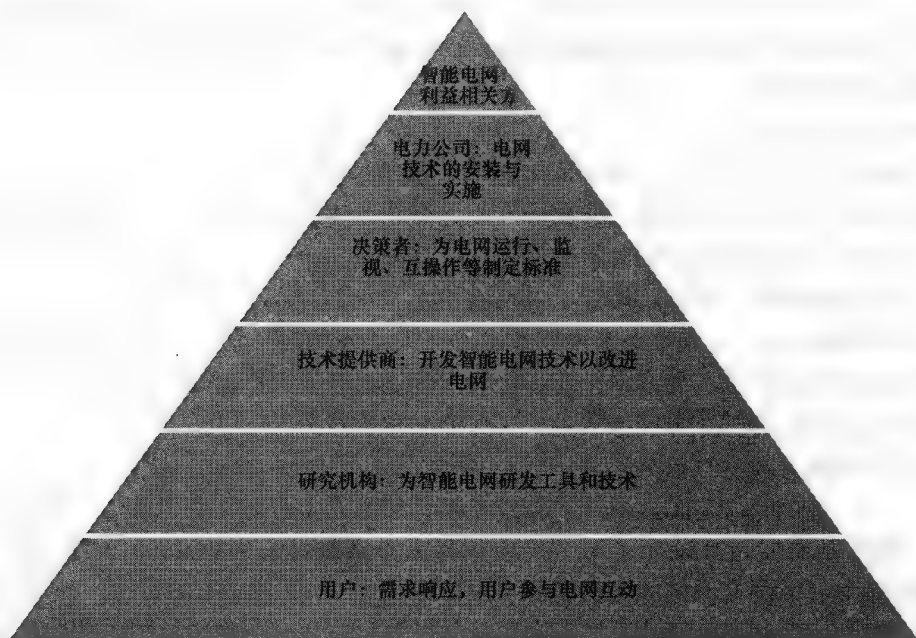 智能电网
利益相关方
电力公司：电网
技术的安装与
实施
决策者：为电网运行、监
视、互操作等制定标准
技术提供商：开发智能电网技术以改进
电网
研究机构：为智能电网研发工具和技术
用户：需求响应，用户参与电网互动